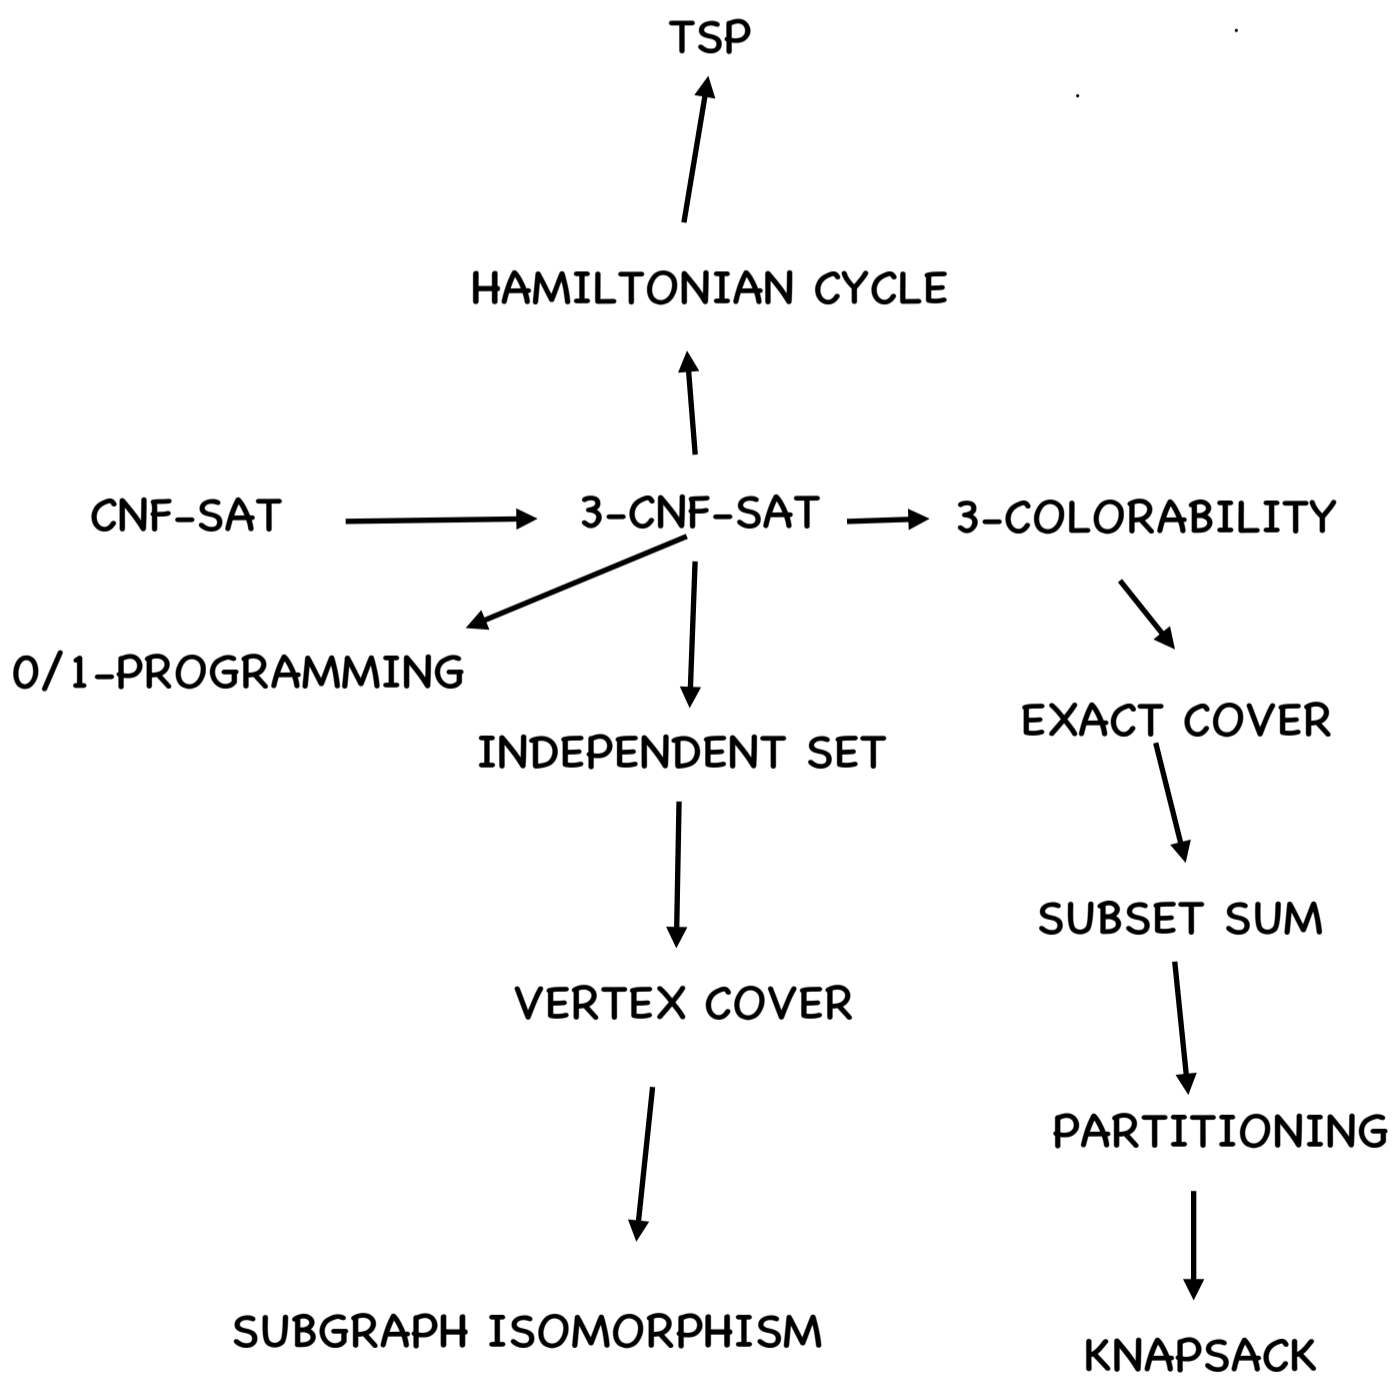 TSP
HAMILTONIAN CYCLE
CNF-SAT
3-CNF-SAT
3-COLORABILITY
0/1-PROGRAMMING
INDEPENDENT SET
EXACT COVER
SUBSET SUM
VERTEX COVER
PARTITIONING
SUBGRAPH ISOMORPHISM
KNAPSACK